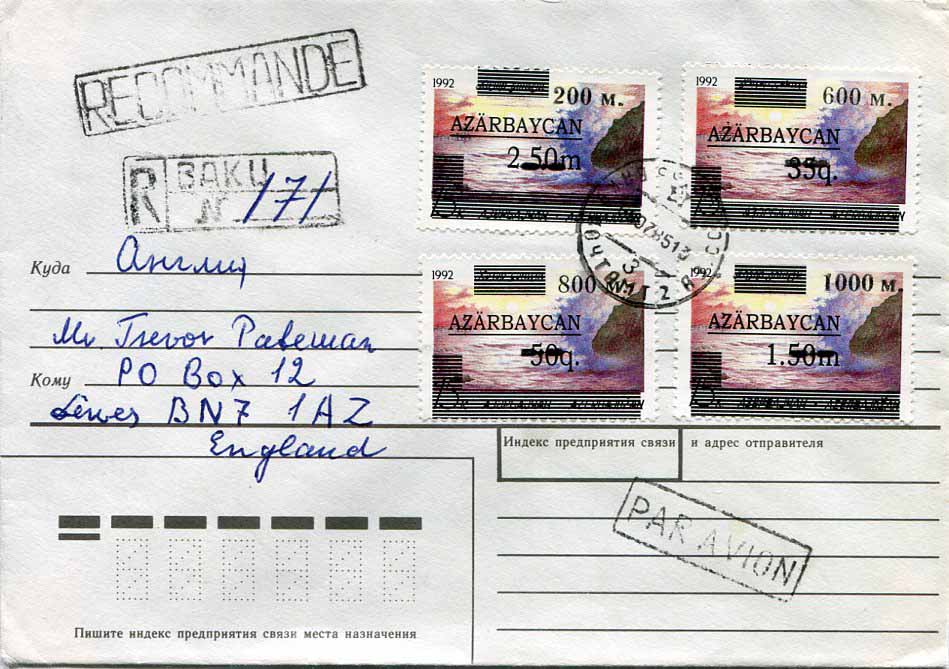 RECOMMANDE
R BAKU
N 171
Куда Англия
Mr. Trevor Pateman
Кому PO Box 12
Lewes BN7 1AZ
England
1992
200 м.
AZÄRBAYCAN
2.50m
1992
600 м.
AZÄRBAYCAN
35q.
1992
800 м.
AZÄRBAYCAN
50q.
1992
1000 м.
AZÄRBAYCAN
1.50m
Индекс предприятия связи и адрес отправителя
PAR AVION
Пишите индекс предприятия связи места назначения